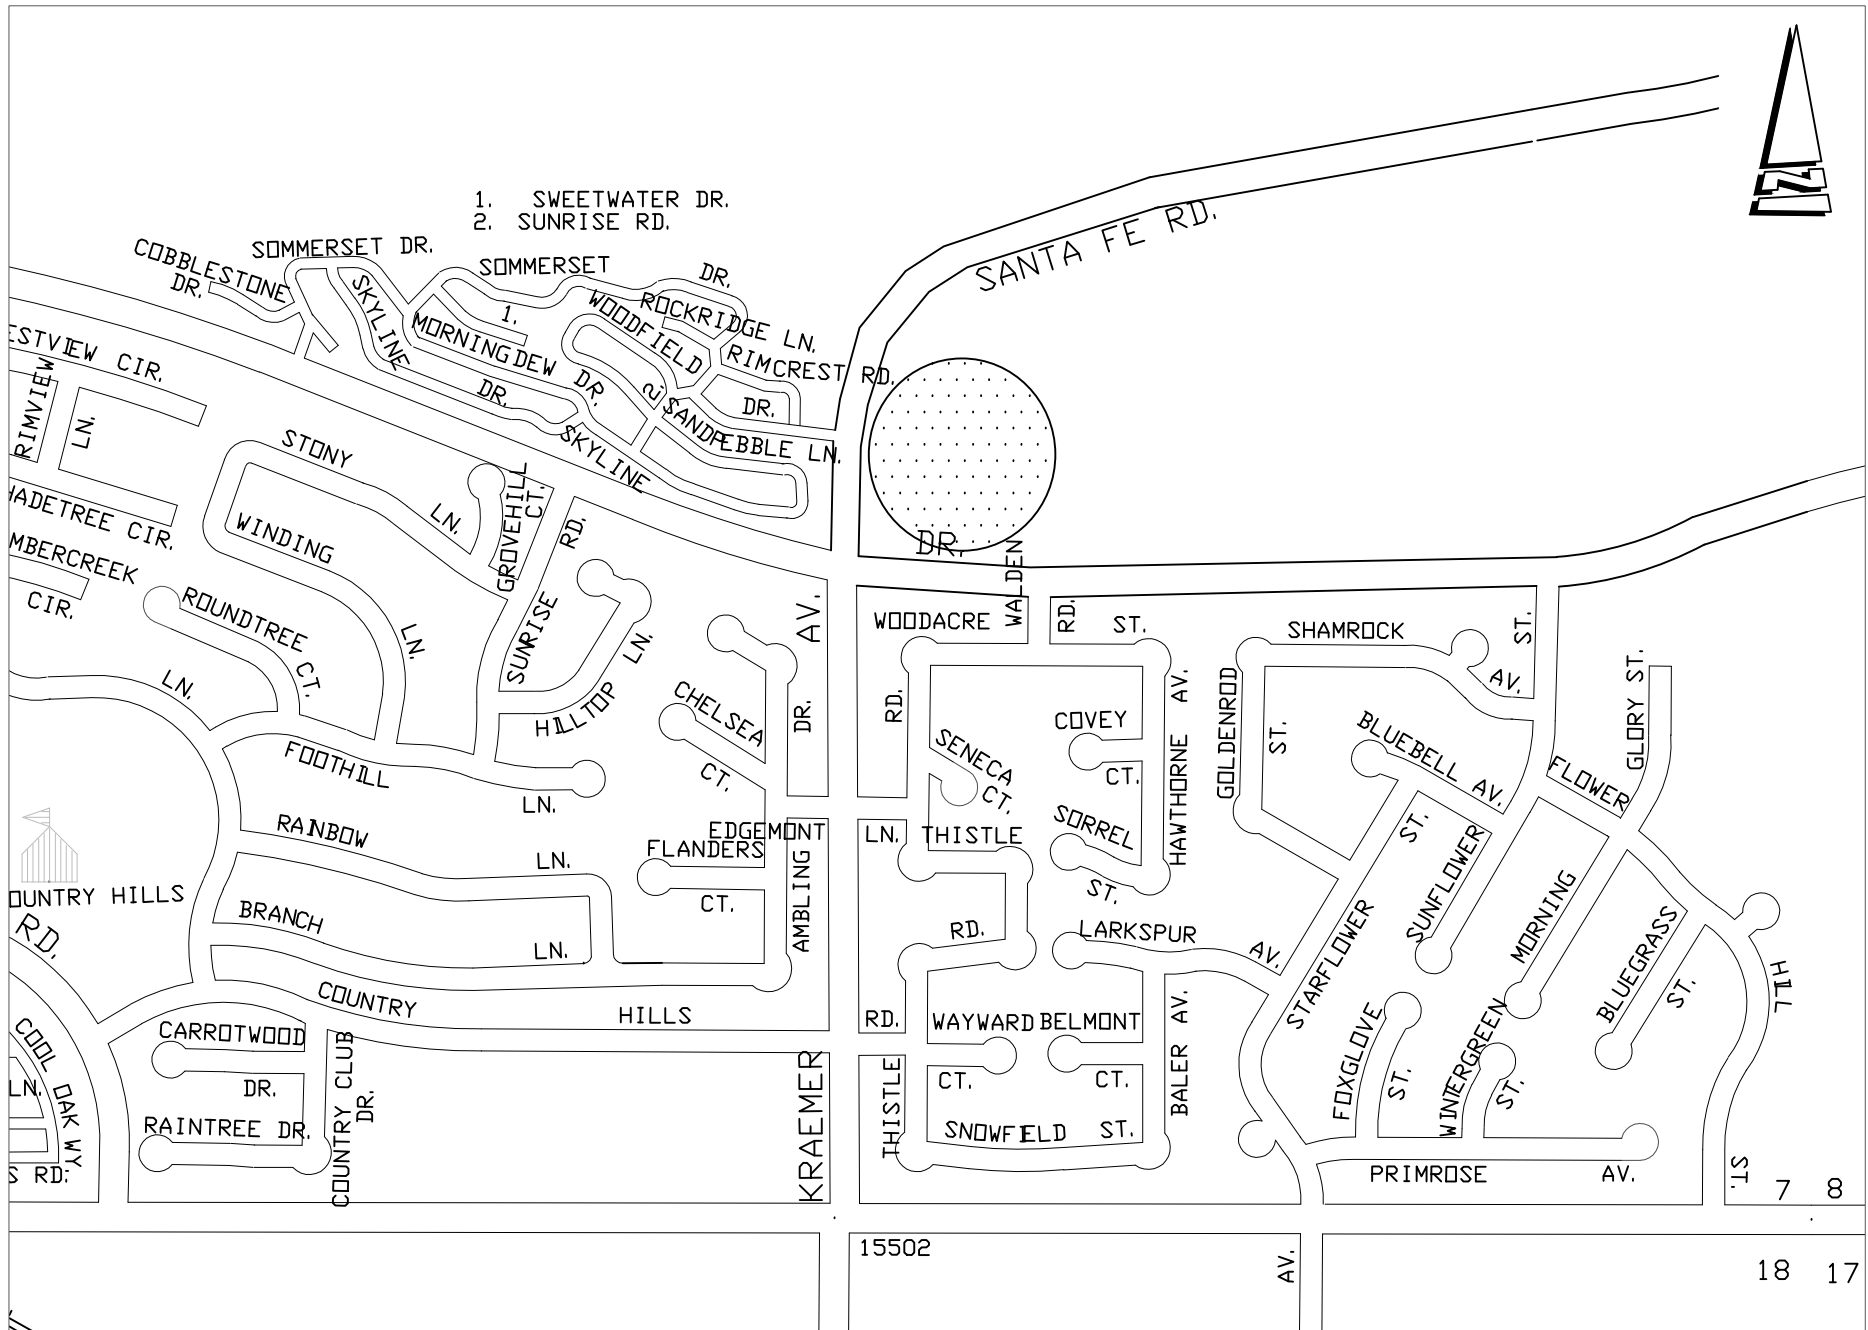 1. SWEETWATER DR.
2. SUNRISE RD.
SANTA FE RD.
COBBLESTONE
DR.
SOMMERSET DR.
SOMMERSET
DR.
SKYLINE
1.
WOODFIELD
ROCKRIDGE LN.
MORNINGDEW DR.
RIMCREST RD.
DR.
2.
DR.
SANDPEBBLE LN.
SKYLINE
ESTVIEW CIR.
RIMVIEW
LN.
HADETREE CIR.
MBERCREEK
CIR.
STONY
LN.
WINDING
LN.
GROVEHILL
CT.
RD.
SUNRISE
ROUNDTREE
CT.
LN.
HILLTOP
LN.
FOOTHILL
LN.
DR.
WALDEN
RD.
WOODACRE
ST.
AV.
CHELSEA
CT.
DR.
RD.
SENECA
CT.
COVEY
CT.
HAWTHORNE AV.
GOLDENROD
ST.
SHAMROCK
AV.
ST.
GLORY ST.
BLUEBELL AV.
FLOWER
RAINBOW
LN.
EDGEMONT
LN.
FLANDERS
CT.
AMBLING
THISTLE
RD.
SORREL
ST.
ST.
SUNFLOWER
MORNING
OUNTRY HILLS
RD.
BRANCH
LN.
LARKSPUR
AV.
STARFLOWER
BLUEGRASS
ST.
HILL
ST.
COUNTRY
HILLS
RD.
WAYWARD
CT.
BELMONT
CT.
BALER AV.
FOXGLOVE
ST.
WINTERGREEN
ST.
CARROTWOOD
DR.
COUNTRY CLUB
DR.
COOL OAK WY.
LN.
RAINTREE DR.
S RD.
KRAEMER
THISTLE
SNOWFIELD
ST.
PRIMROSE
AV.
7 8
15502
AV.
18 17
N